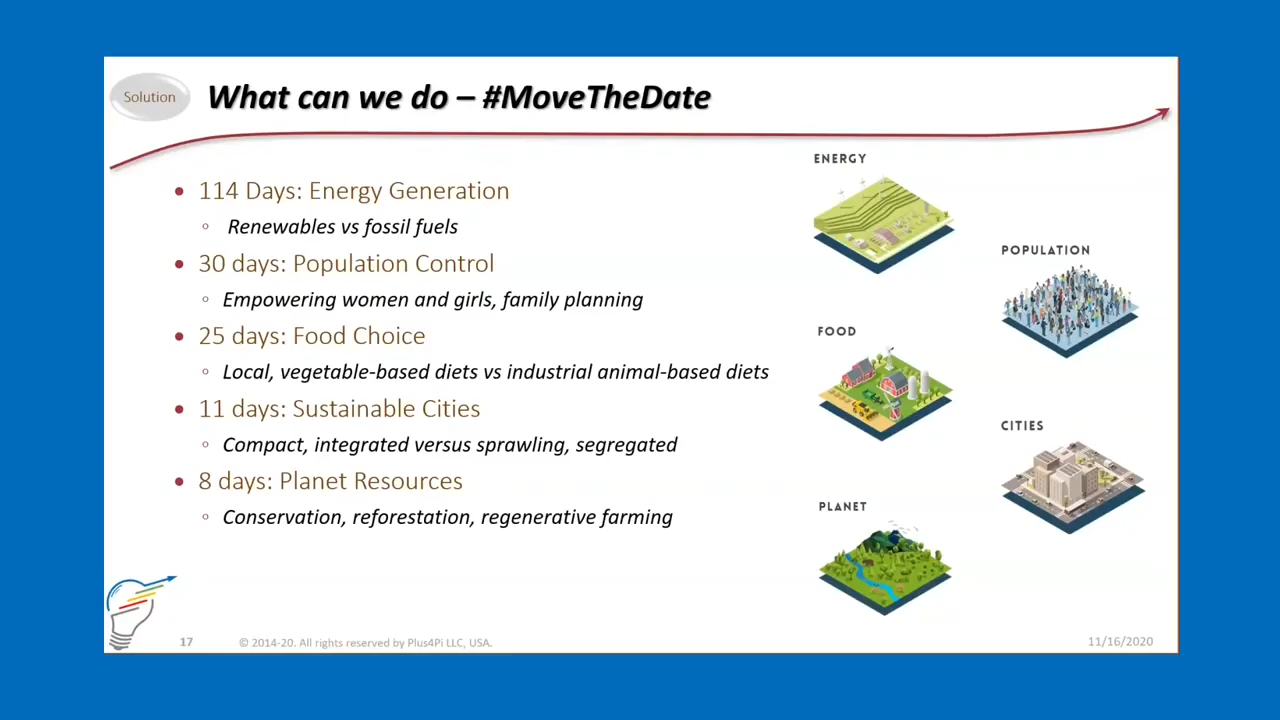 Solution
What can we do – #MoveTheDate
• 114 Days: Energy Generation
◦ Renewables vs fossil fuels
• 30 days: Population Control
◦ Empowering women and girls, family planning
• 25 days: Food Choice
◦ Local, vegetable-based diets vs industrial animal-based diets
• 11 days: Sustainable Cities
◦ Compact, integrated versus sprawling, segregated
• 8 days: Planet Resources
◦ Conservation, reforestation, regenerative farming
ENERGY
POPULATION
FOOD
CITIES
PLANET
17
© 2014-20. All rights reserved by Plus4Pi LLC, USA.
11/16/2020